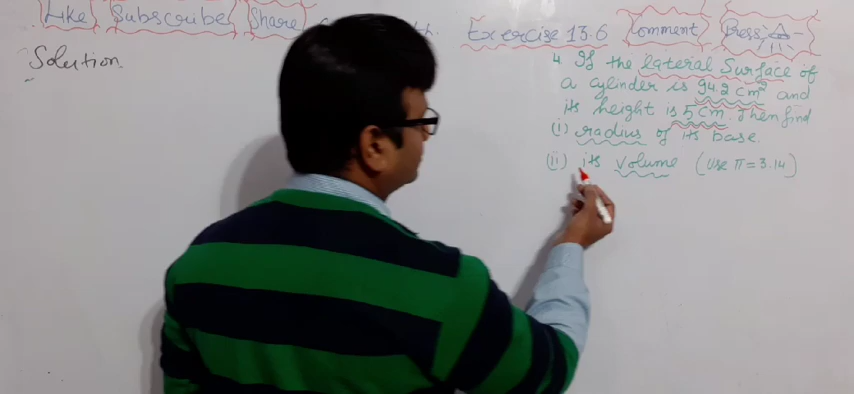 Like Subscribe Share
Exercise 13.6 Comment Press
Solution
4 If the lateral Surface of
a cylinder is 94.2 cm² and
its height is 5 cm. Then find
(i) radius of its base.
(ii) its volume (use π = 3.14)